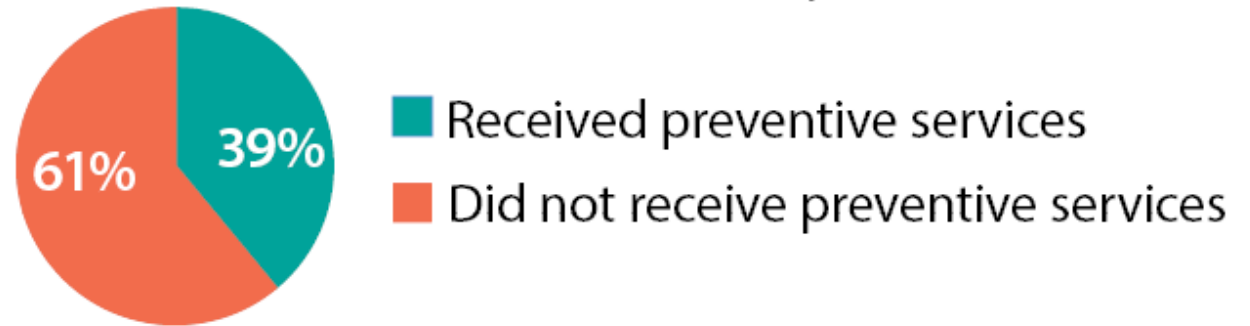 39%
61%
Received preventive services
Did not receive preventive services